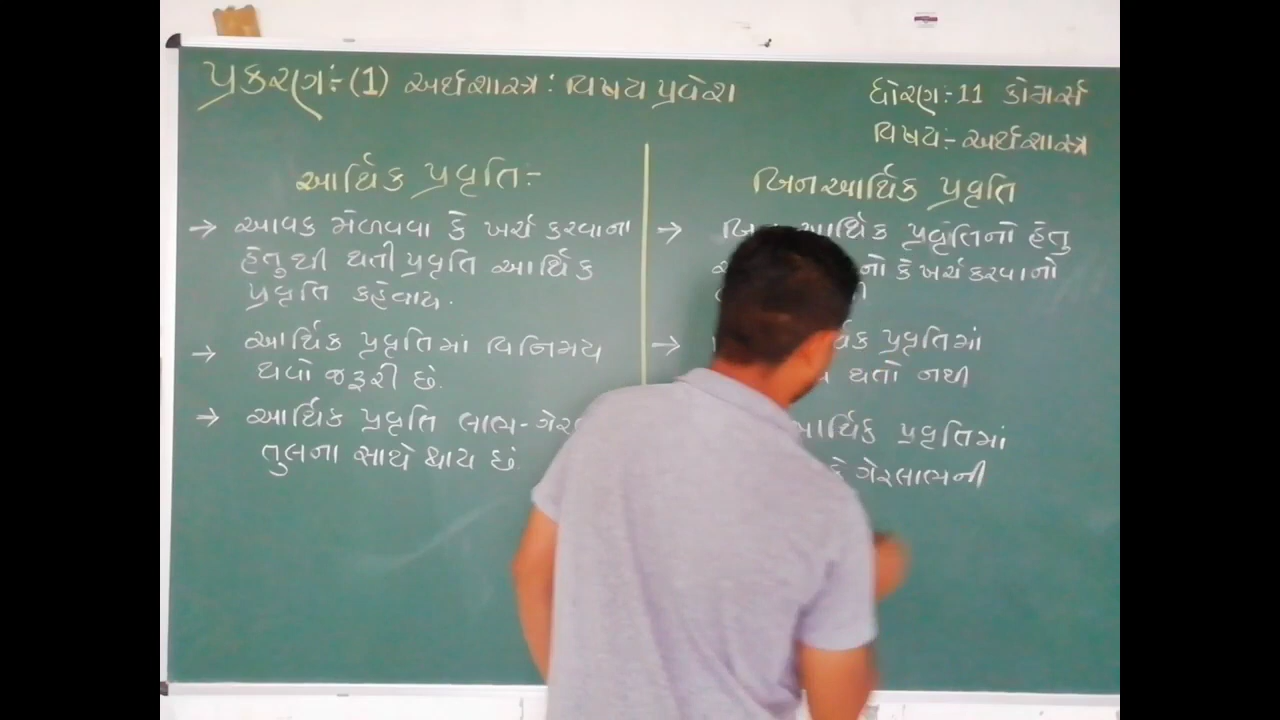 પ્રકરણઃ-(1) અર્થશાસ્ત્ર : વિષય પ્રવેશ
ધોરણઃ-11 કોમર્સ
વિષયઃ- અર્થશાસ્ત્ર
આર્થિક પ્રવૃતિઃ-
→ આવક મેળવવા કે ખર્ચ કરવાના
હેતુથી થતી પ્રવૃતિ આર્થિક
પ્રવૃતિ કહેવાય.
→ આર્થિક પ્રવૃતિમાં વિનિમય
થવો જરૂરી છે.
→ આર્થિક પ્રવૃતિ લાભ-ગેર
તુલના સાથે થાય છે
બિનઆર્થિક પ્રવૃતિ
→ આર્થિક પ્રવૃતિનો હેતુ
નો કે ખર્ચ કરવાનો
→ પ્રવૃતિમાં
થતો નથી
આર્થિક પ્રવૃતિમાં
કે ગેરલાભની